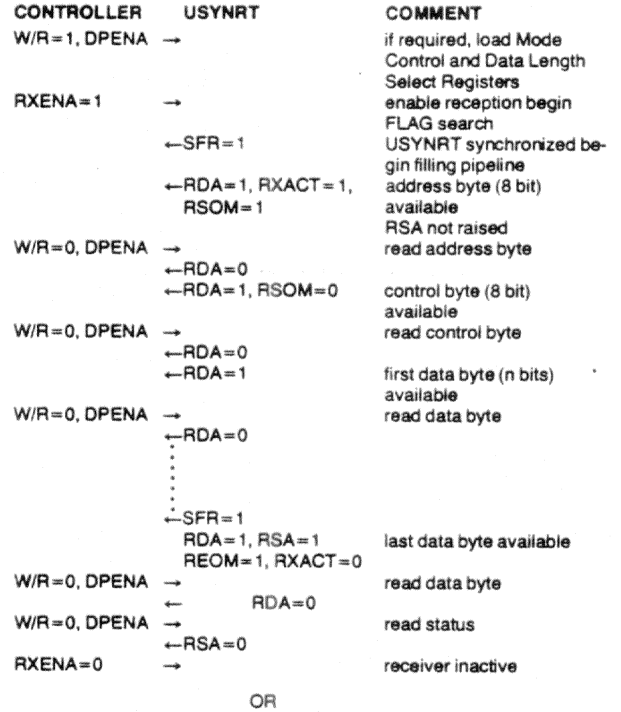 CONTROLLER USYNRT COMMENT
W/R=1, DPENA → if required, load Mode
Control and Data Length
Select Registers
RXENA=1 → enable reception begin
FLAG search
←SFR=1 USYNRT synchronized be-
gin filling pipeline
←RDA=1, RXACT=1, address byte (8 bit)
RSOM=1 available
RSA not raised
W/R=0, DPENA → read address byte
←RDA=0
←RDA=1, RSOM=0 control byte (8 bit)
available
W/R=0, DPENA → read control byte
←RDA=0
←RDA=1 first data byte (n bits)
available
W/R=0, DPENA → read data byte
←RDA=0
←SFR=1
RDA=1, RSA=1 last data byte available
REOM=1, RXACT=0
W/R=0, DPENA → read data byte
← RDA=0
W/R=0, DPENA → read status
←RSA=0
RXENA=0 → receiver inactive
OR